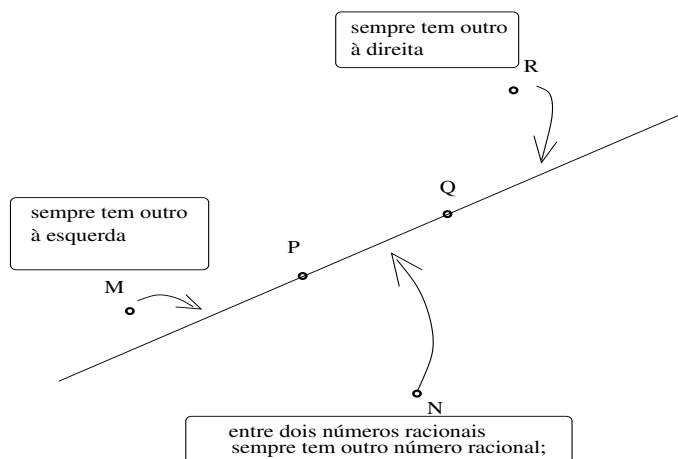 sempre tem outro
à direita
R
Q
sempre tem outro
à esquerda
P
M
N
entre dois números racionais
sempre tem outro número racional;